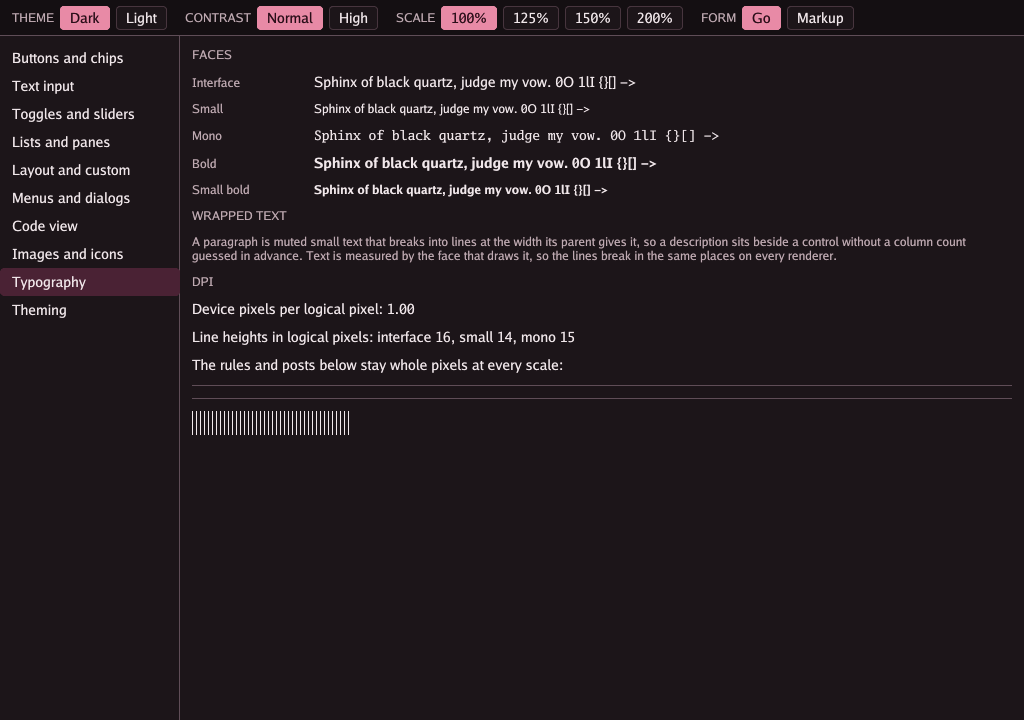 THEME Dark Light CONTRAST Normal High SCALE 100% 125% 150% 200% FORM Go Markup
Buttons and chips
Text input
Toggles and sliders
Lists and panes
Layout and custom
Menus and dialogs
Code view
Images and icons
Typography
Theming
FACES
Interface Sphinx of black quartz, judge my vow. 0O 1lI {}[] ->
Small Sphinx of black quartz, judge my vow. 0O 1lI {}[] ->
Mono Sphinx of black quartz, judge my vow. 0O 1lI {}[] ->
Bold Sphinx of black quartz, judge my vow. 0O 1lI {}[] ->
Small bold Sphinx of black quartz, judge my vow. 0O 1lI {}[] ->
WRAPPED TEXT
A paragraph is muted small text that breaks into lines at the width its parent gives it, so a description sits beside a control without a column count
guessed in advance. Text is measured by the face that draws it, so the lines break in the same places on every renderer.
DPI
Device pixels per logical pixel: 1.00
Line heights in logical pixels: interface 16, small 14, mono 15
The rules and posts below stay whole pixels at every scale: